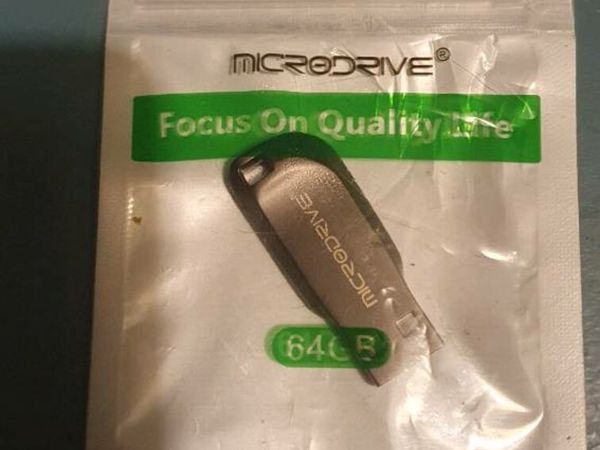 MICRODRIVE®
Focus On Quality Life
MICRODRIVE
64GB